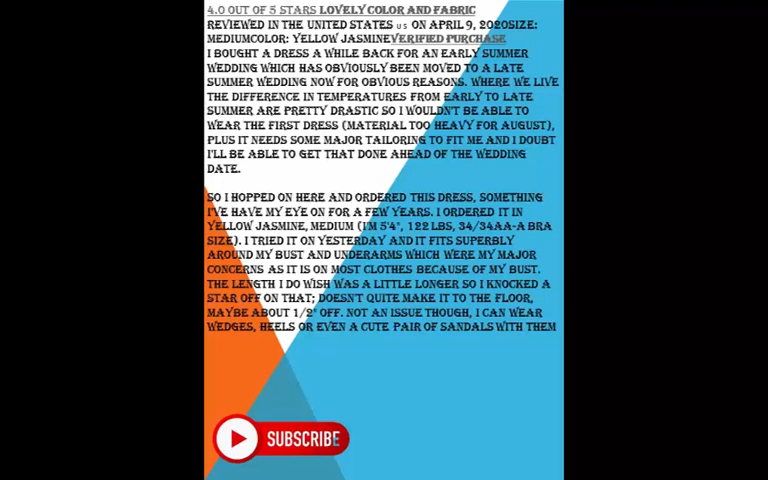 4.0 OUT OF 5 STARS LOVELY COLOR AND FABRIC
REVIEWED IN THE UNITED STATES US ON APRIL 9, 2020SIZE:
MEDIUMCOLOR: YELLOW JASMINEVERIFIED PURCHASE
I BOUGHT A DRESS A WHILE BACK FOR AN EARLY SUMMER
WEDDING WHICH HAS OBVIOUSLY BEEN MOVED TO A LATE
SUMMER WEDDING NOW FOR OBVIOUS REASONS. WHERE WE LIVE
THE DIFFERENCE IN TEMPERATURES FROM EARLY TO LATE
SUMMER ARE PRETTY DRASTIC SO I WOULDN'T BE ABLE TO
WEAR THE FIRST DRESS (MATERIAL TOO HEAVY FOR AUGUST),
PLUS IT NEEDS SOME MAJOR TAILORING TO FIT ME AND I DOUBT
I'LL BE ABLE TO GET THAT DONE AHEAD OF THE WEDDING
DATE.
SO I HOPPED ON HERE AND ORDERED THIS DRESS, SOMETHING
I'VE HAVE MY EYE ON FOR A FEW YEARS. I ORDERED IT IN
YELLOW JASMINE, MEDIUM (I'M 5'4", 122 LBS, 34/34AA-A BRA
SIZE). I TRIED IT ON YESTERDAY AND IT FITS SUPERBLY
AROUND MY BUST AND UNDERARMS WHICH WERE MY MAJOR
CONCERNS AS IT IS ON MOST CLOTHES BECAUSE OF MY BUST.
THE LENGTH I DO WISH WAS A LITTLE LONGER SO I KNOCKED A
STAR OFF ON THAT; DOESN'T QUITE MAKE IT TO THE FLOOR,
MAYBE ABOUT 1/2" OFF. NOT AN ISSUE THOUGH, I CAN WEAR
WEDGES, HEELS OR EVEN A CUTE PAIR OF SANDALS WITH THEM
SUBSCRIBE